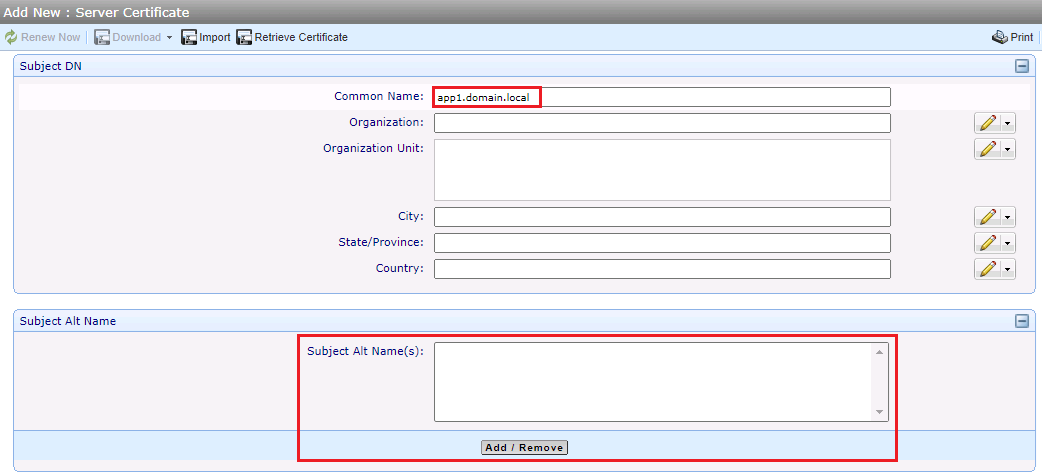 Add New : Server Certificate
Renew Now Download Import Retrieve Certificate Print
Subject DN
Common Name: app1.domain.local
Organization:
Organization Unit:
City:
State/Province:
Country:
Subject Alt Name
Subject Alt Name(s):
Add / Remove